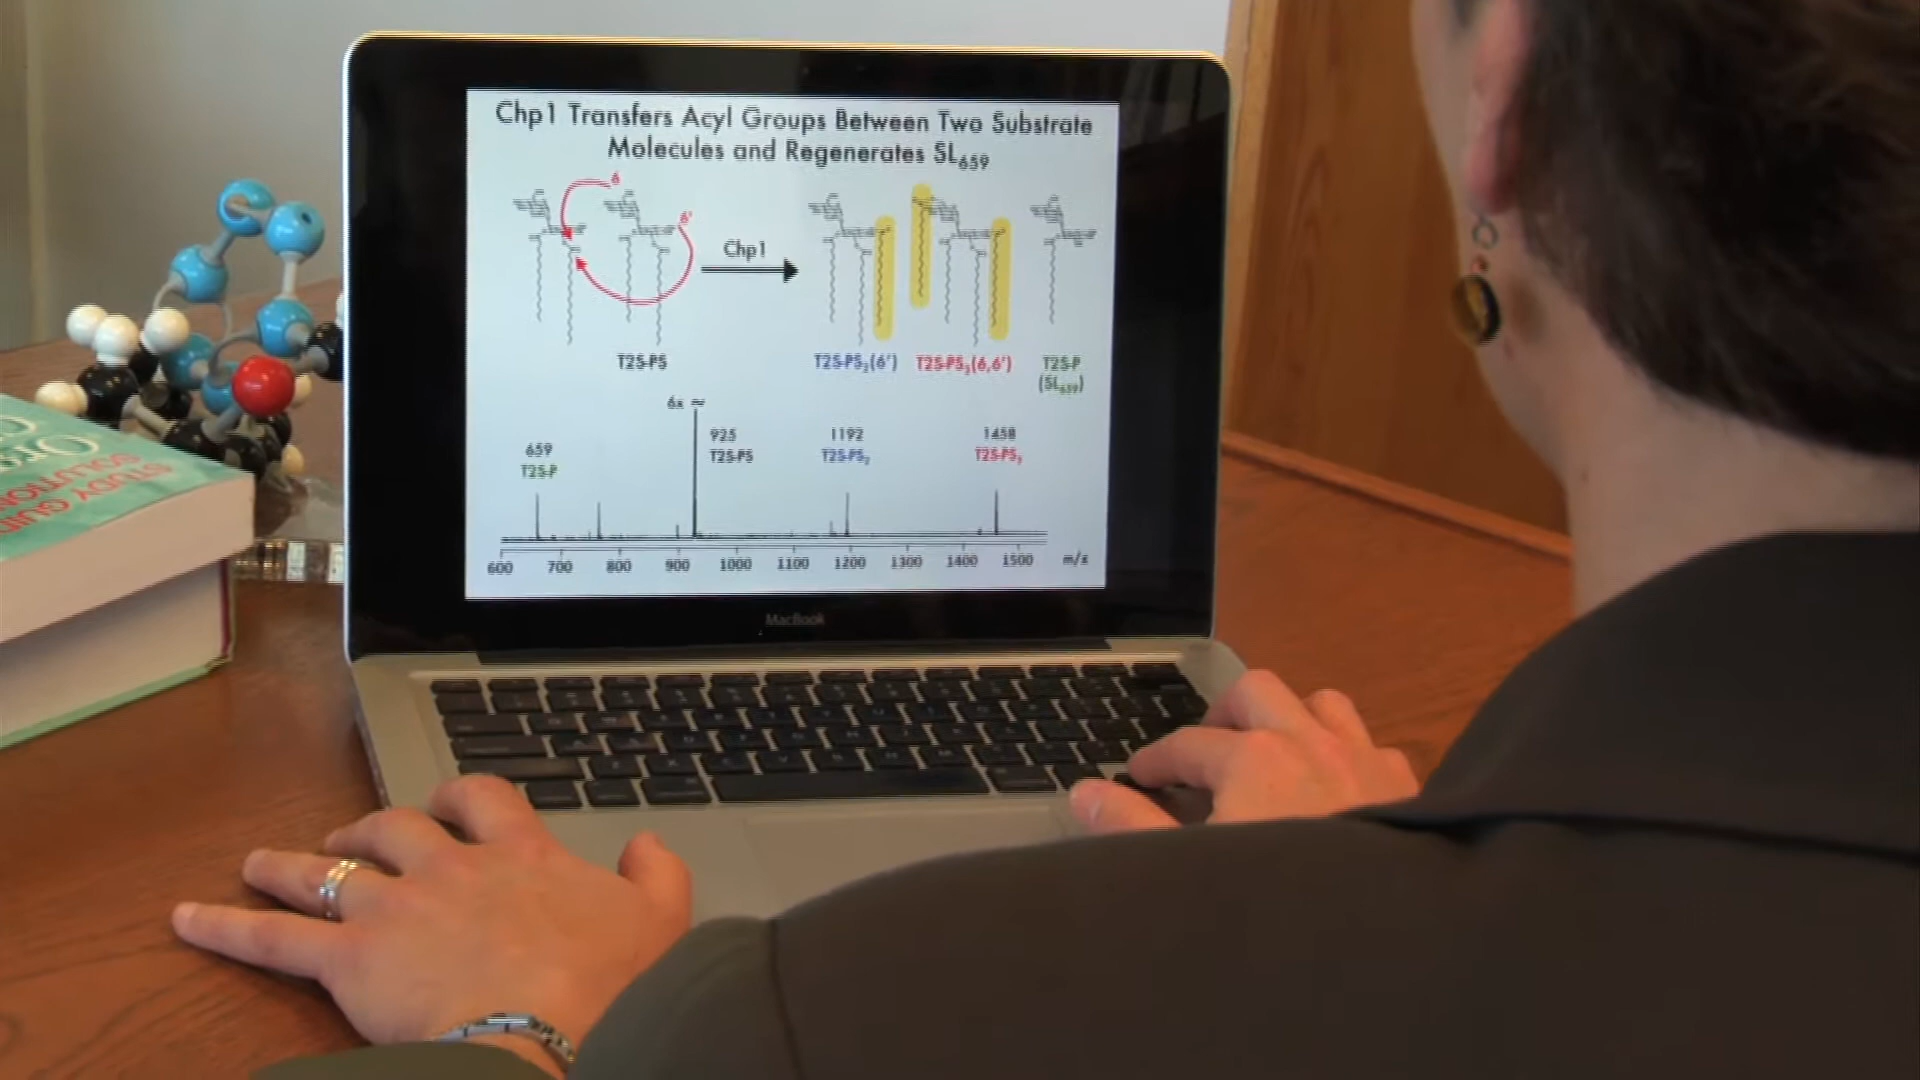 Chp1 Transfers Acyl Groups Between Two Substrate
Molecules and Regenerates SL659
6
6'
Chp1
T2S-PS
T2S-PS2(6')
T2S-PS3(6,6')
T2S-P
(SL659)
6x ≈
659
T2S-P
925
T2S-PS
1192
T2S-PS2
1458
T2S-PS3
600 700 800 900 1000 1100 1200 1300 1400 1500 m/z
MacBook
STUDY GUI
SOLUTION